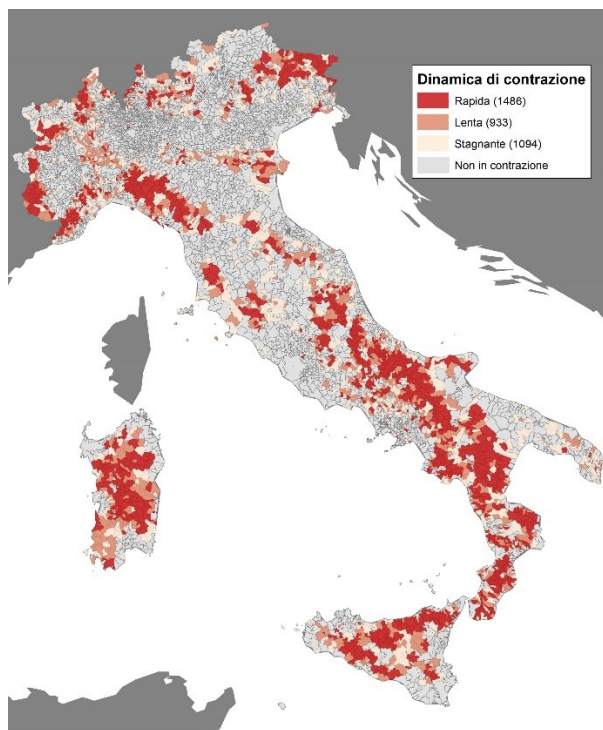 Dinamica di contrazione
Rapida (1486)
Lenta (933)
Stagnante (1094)
Non in contrazione